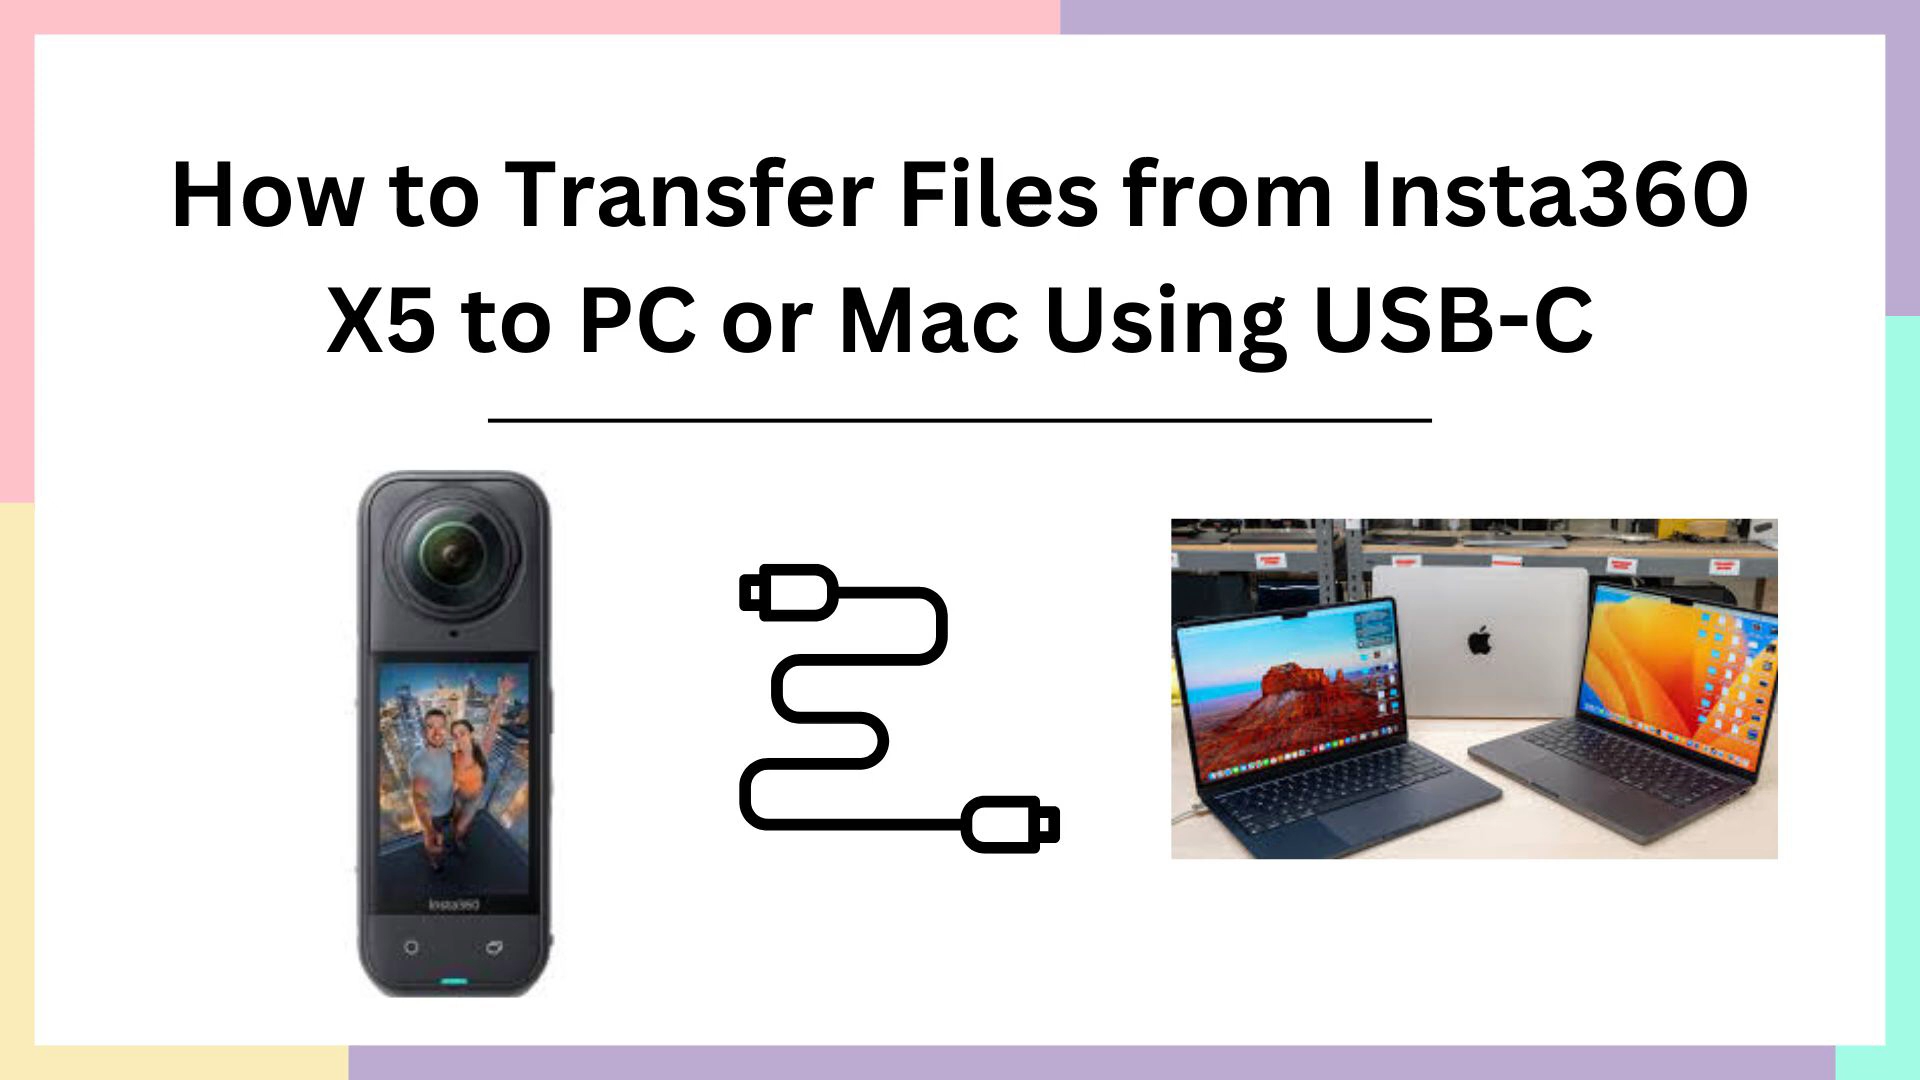 How to Transfer Files from Insta360
X5 to PC or Mac Using USB-C
Insta360